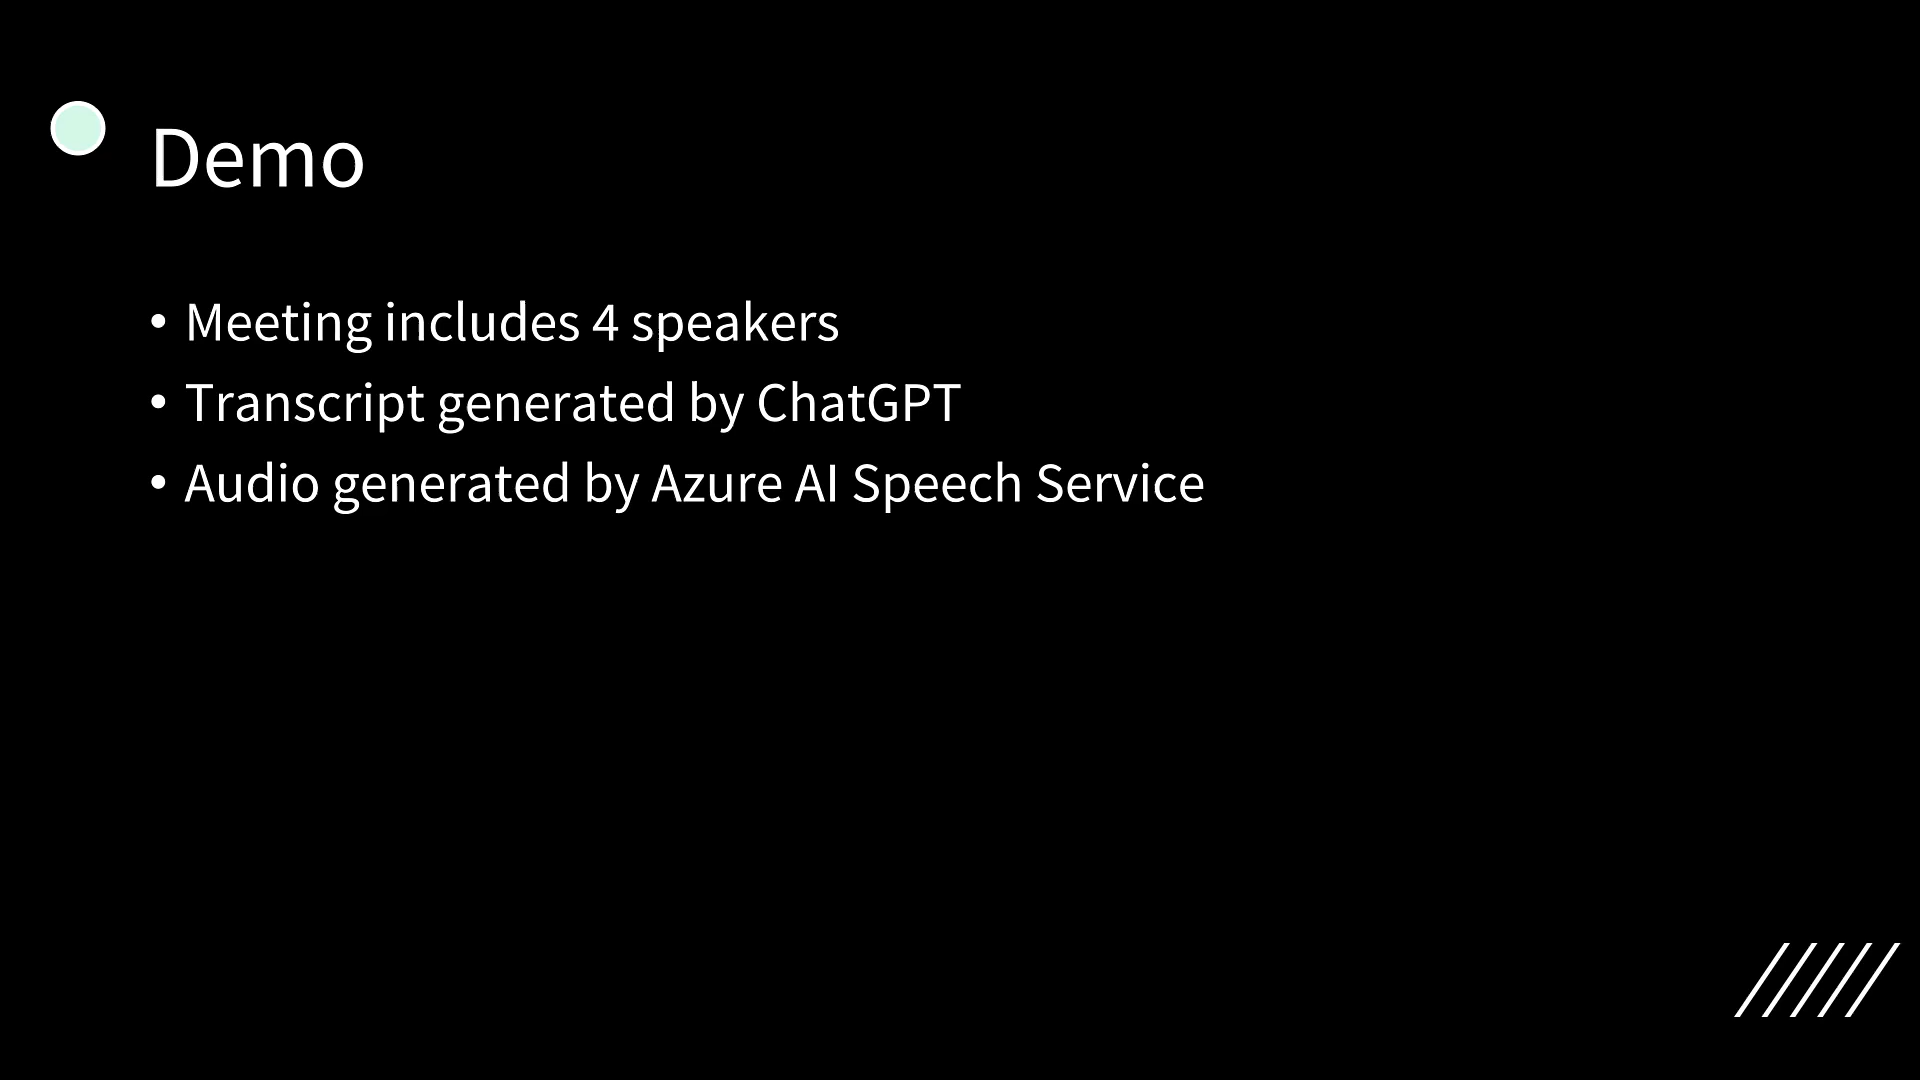 Demo
• Meeting includes 4 speakers
• Transcript generated by ChatGPT
• Audio generated by Azure AI Speech Service